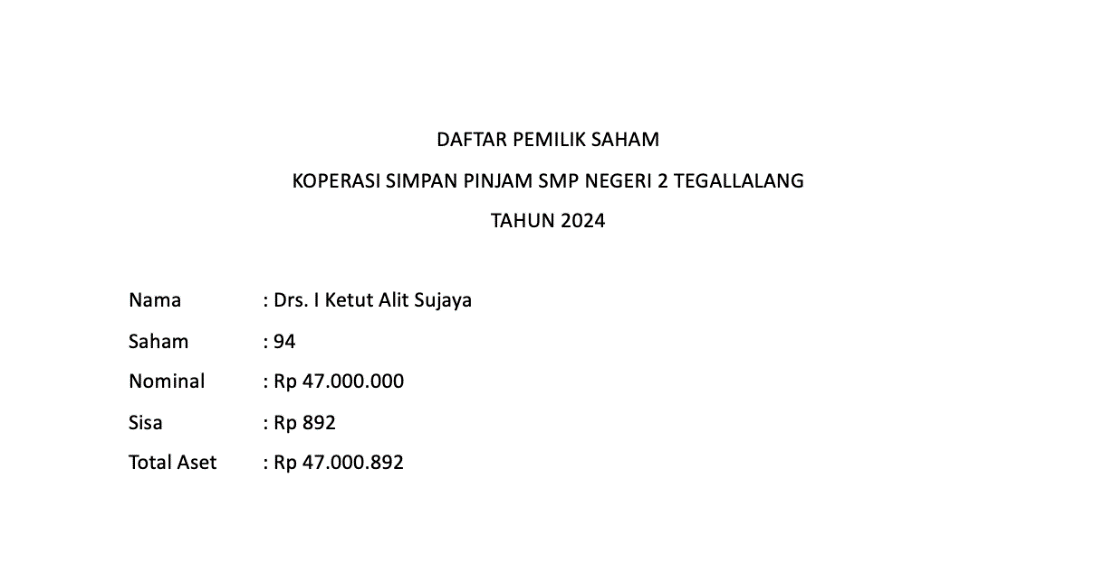 DAFTAR PEMILIK SAHAM
KOPERASI SIMPAN PINJAM SMP NEGERI 2 TEGALLALANG
TAHUN 2024
Nama : Drs. I Ketut Alit Sujaya
Saham : 94
Nominal : Rp 47.000.000
Sisa : Rp 892
Total Aset : Rp 47.000.892